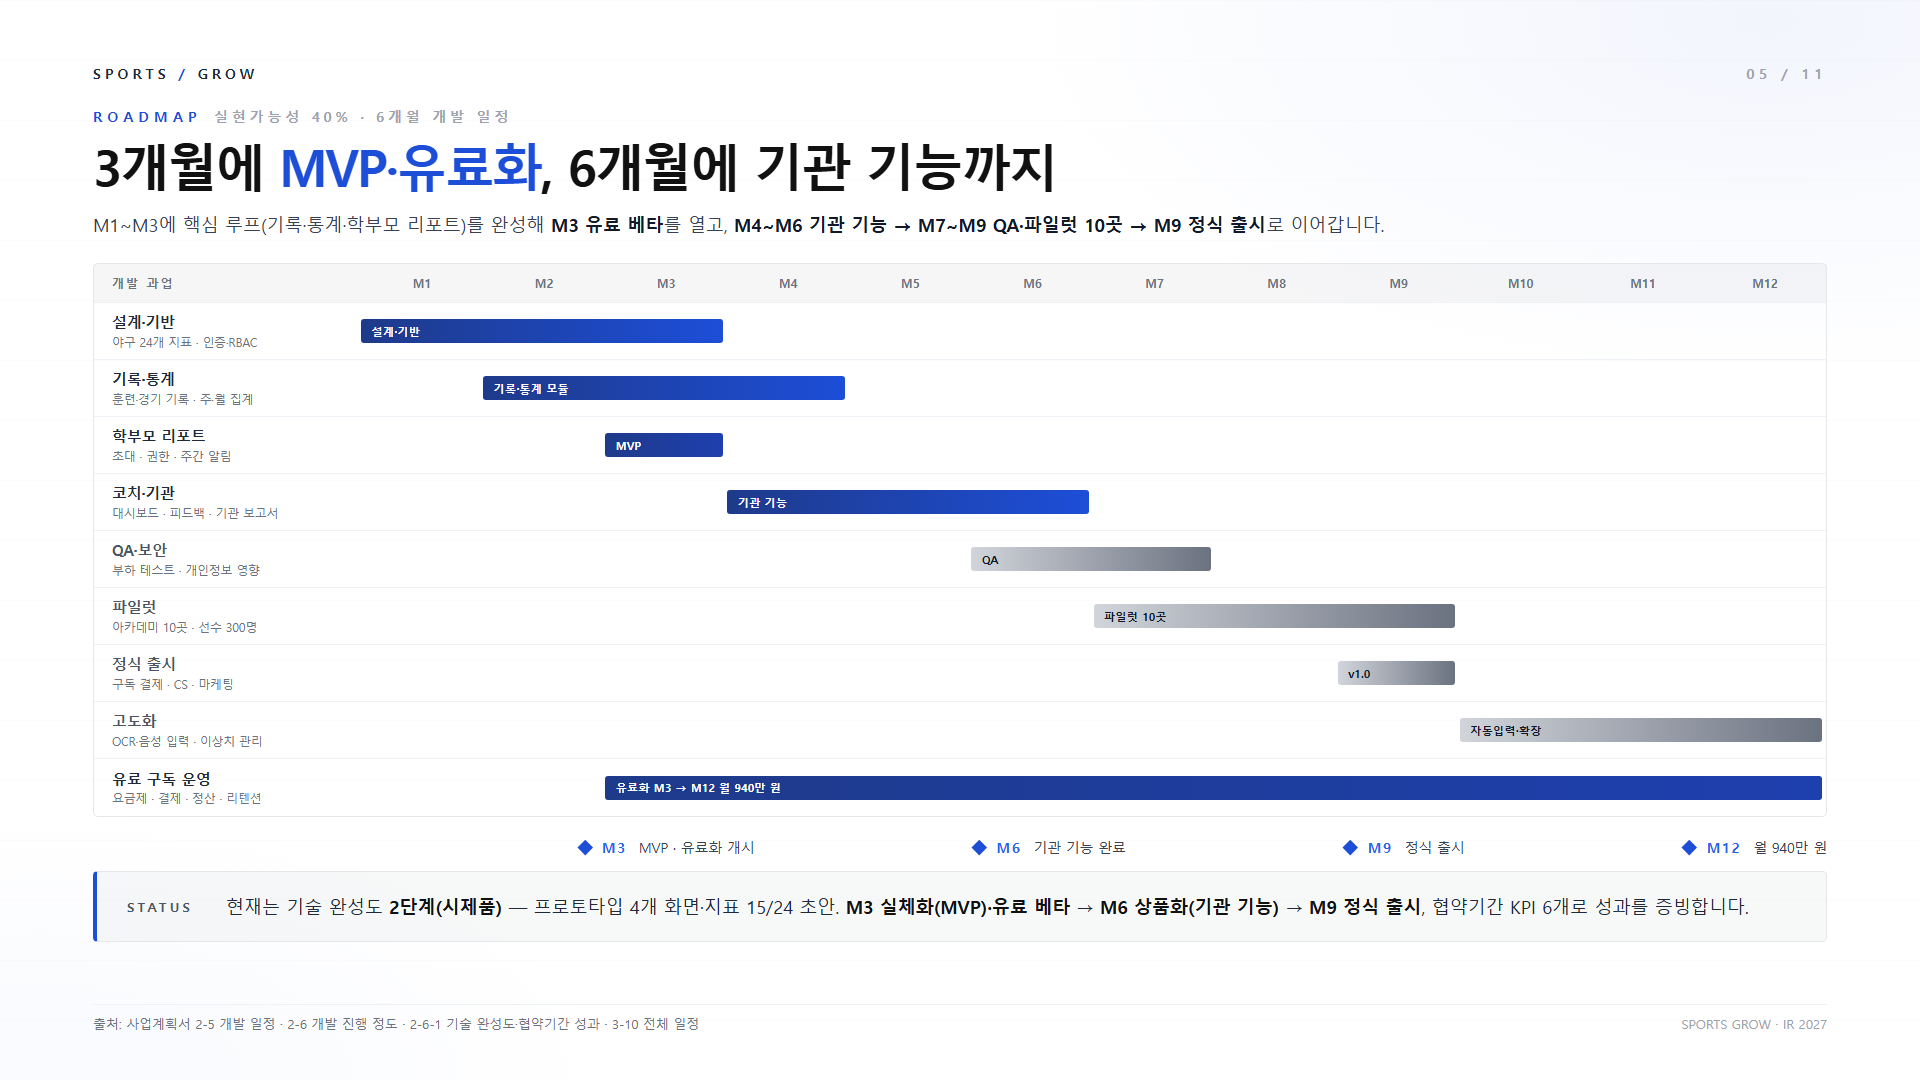 SPORTS / GROW
05 / 11
ROADMAP 실현가능성 40% · 6개월 개발 일정
3개월에 MVP·유료화, 6개월에 기관 기능까지
M1~M3에 핵심 루프(기록·통계·학부모 리포트)를 완성해 M3 유료 베타를 열고, M4~M6 기관 기능 → M7~M9 QA·파일럿 10곳 → M9 정식 출시로 이어갑니다.
개발 과업 M1 M2 M3 M4 M5 M6 M7 M8 M9 M10 M11 M12
설계·기반
야구 24개 지표 · 인증·RBAC
설계·기반
기록·통계
훈련·경기 기록 · 주·월 집계
기록·통계 모듈
학부모 리포트
초대 · 권한 · 주간 알림
MVP
코치·기관
대시보드 · 피드백 · 기관 보고서
기관 기능
QA·보안
부하 테스트 · 개인정보 영향
QA
파일럿
아카데미 10곳 · 선수 300명
파일럿 10곳
정식 출시
구독 결제 · CS · 마케팅
v1.0
고도화
OCR·음성 입력 · 이상치 관리
자동입력·확장
유료 구독 운영
요금제 · 결제 · 정산 · 리텐션
유료화 M3 → M12 월 940만 원
M3 MVP · 유료화 개시
M6 기관 기능 완료
M9 정식 출시
M12 월 940만 원
STATUS 현재는 기술 완성도 2단계(시제품) — 프로토타입 4개 화면·지표 15/24 초안. M3 실체화(MVP)·유료 베타 → M6 상품화(기관 기능) → M9 정식 출시, 협약기간 KPI 6개로 성과를 증빙합니다.
출처: 사업계획서 2-5 개발 일정 · 2-6 개발 진행 정도 · 2-6-1 기술 완성도·협약기간 성과 · 3-10 전체 일정
SPORTS GROW · IR 2027